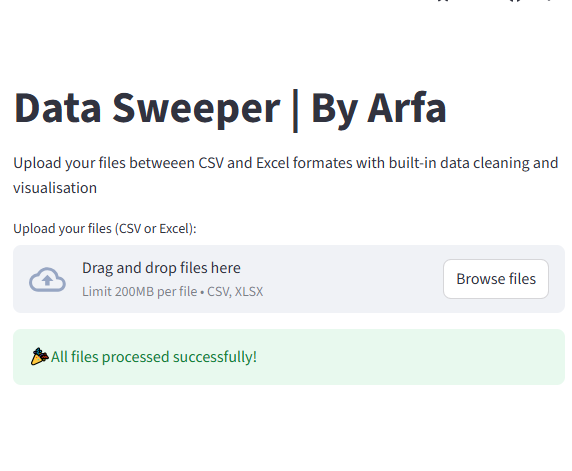 Data Sweeper | By Arfa
Upload your files betweeen CSV and Excel formates with built-in data cleaning and
visualisation
Upload your files (CSV or Excel):
Drag and drop files here
Limit 200MB per file • CSV, XLSX
Browse files
🎉All files processed successfully!